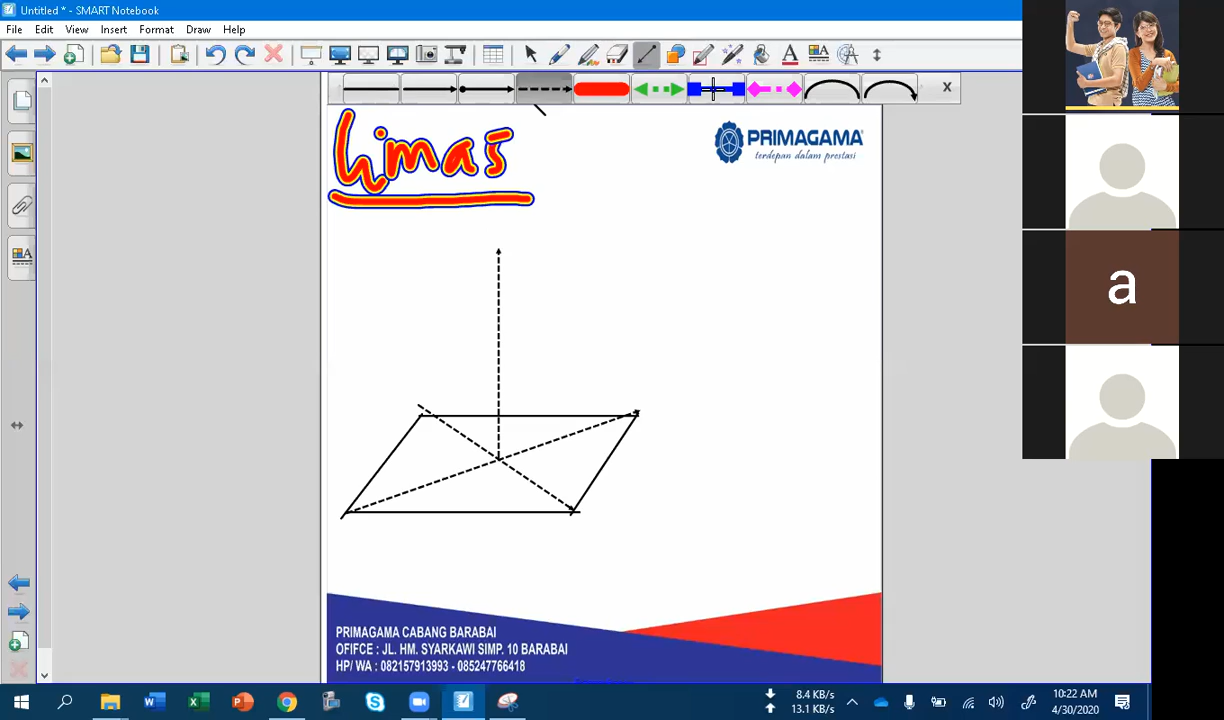 Untitled * - SMART Notebook
File Edit View Insert Format Draw Help
X
Limas
PRIMAGAMA
terdepan dalam prestasi
a
PRIMAGAMA CABANG BARABAI
OFIFCE : JL. HM. SYARKAWI SIMP. 10 BARABAI
HP/ WA : 082157913993 - 085247766418
8.4 KB/s
13.1 KB/s
10:22 AM
4/30/2020